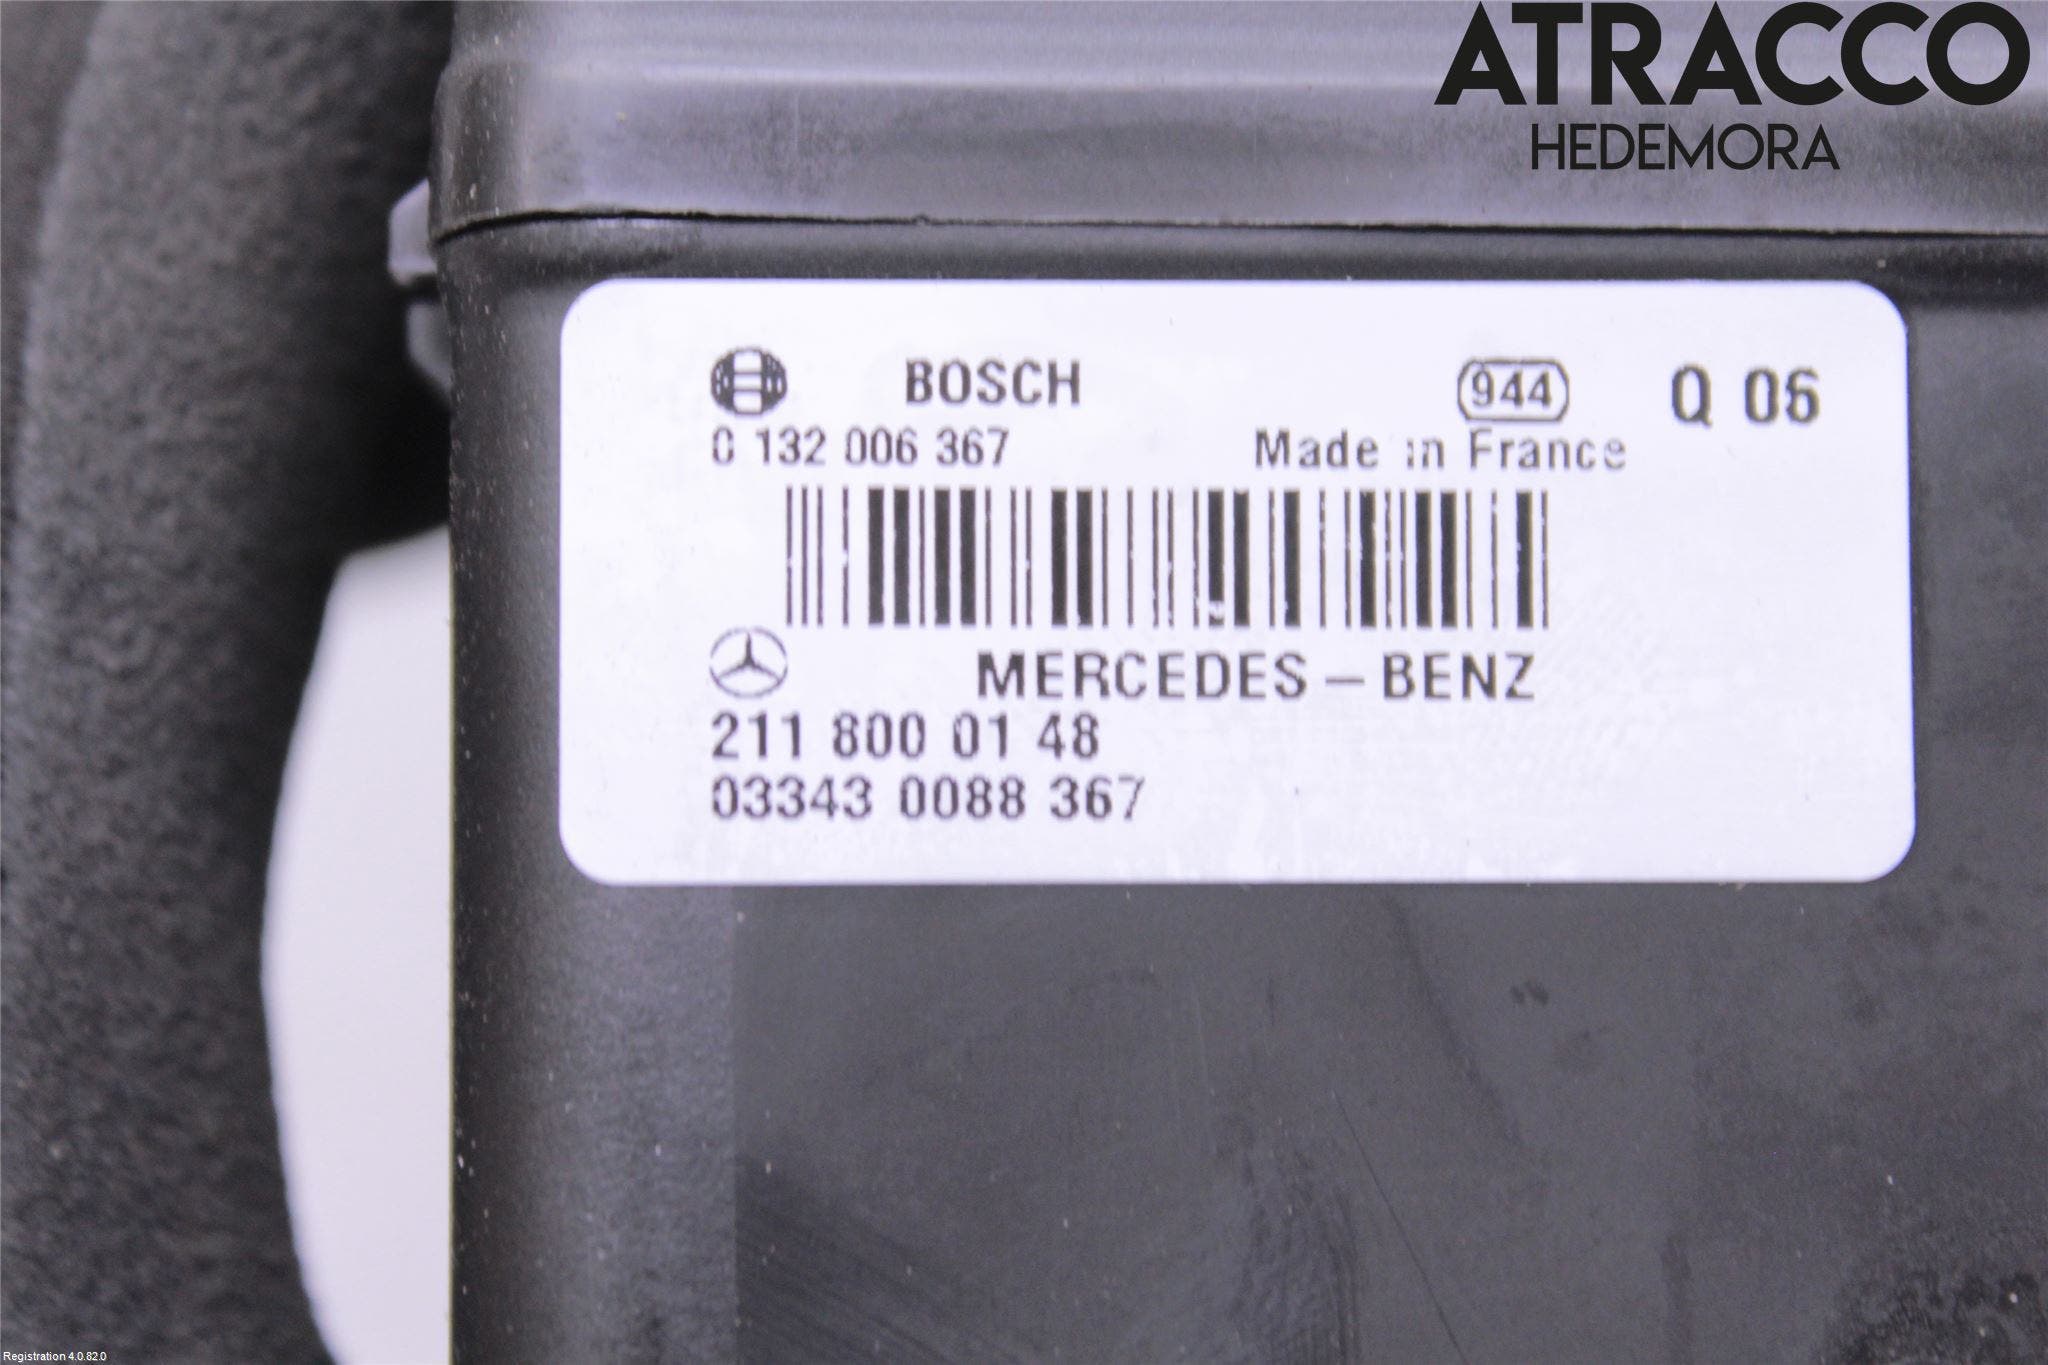 ATRACCO
HEDEMORA
BOSCH 944 Q 06
0 132 006 367 Made in France
MERCEDES-BENZ
211 800 01 48
03343 0088 367
Registration 4.0.82.0